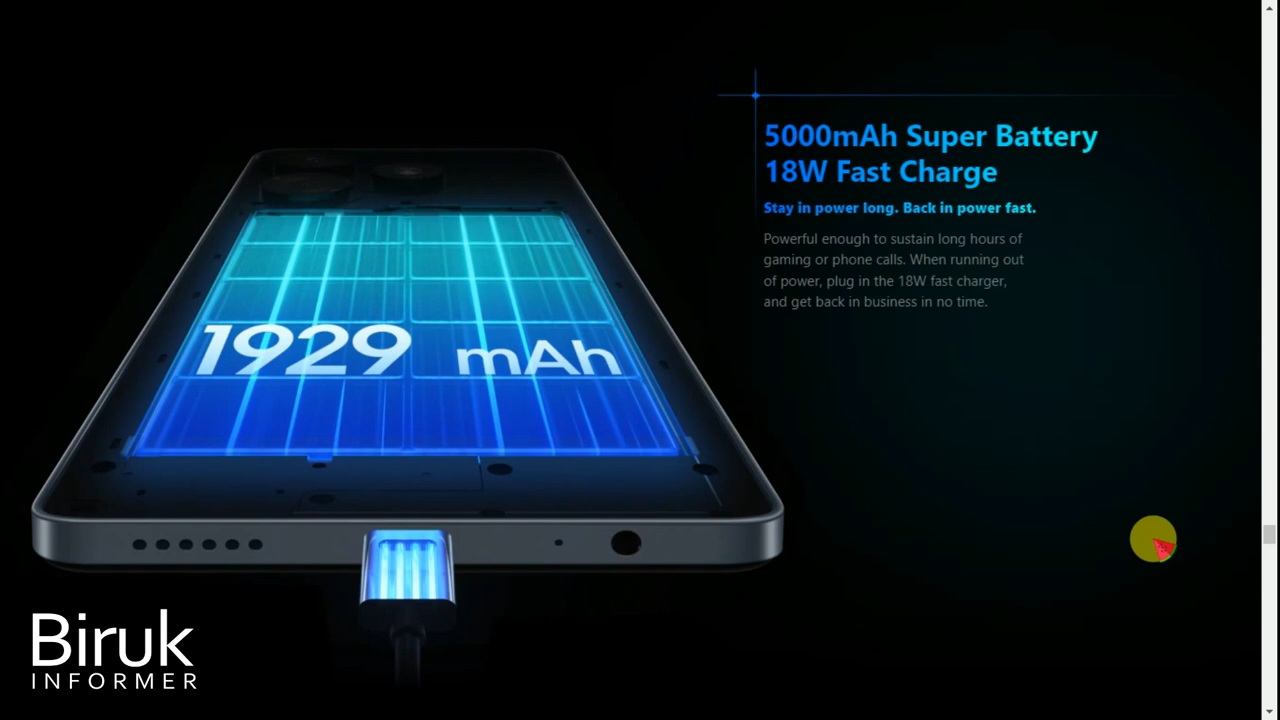 5000mAh Super Battery
18W Fast Charge
Stay in power long. Back in power fast.
Powerful enough to sustain long hours of
gaming or phone calls. When running out
of power, plug in the 18W fast charger,
and get back in business in no time.
1929 mAh
Biruk
INFORMER